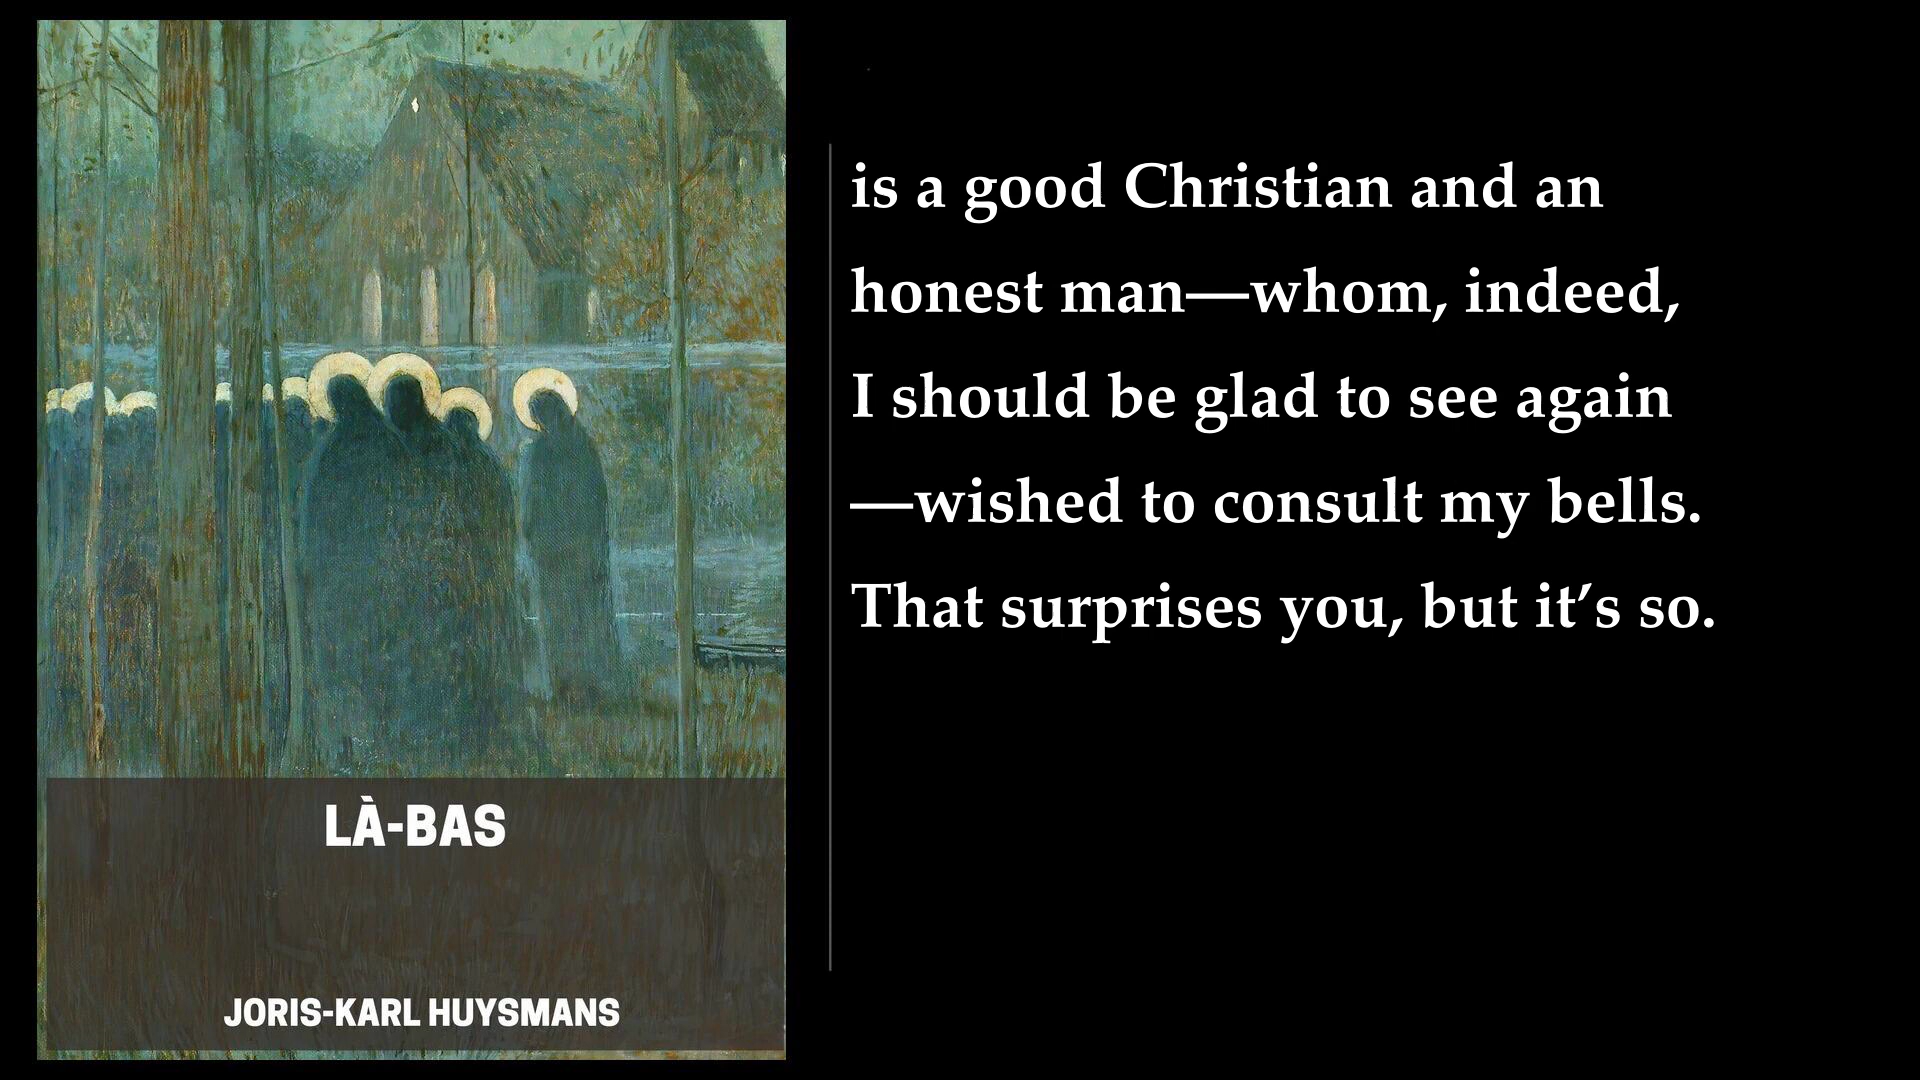 LÀ-BAS
JORIS-KARL HUYSMANS
is a good Christian and an
honest man—whom, indeed,
I should be glad to see again
—wished to consult my bells.
That surprises you, but it’s so.